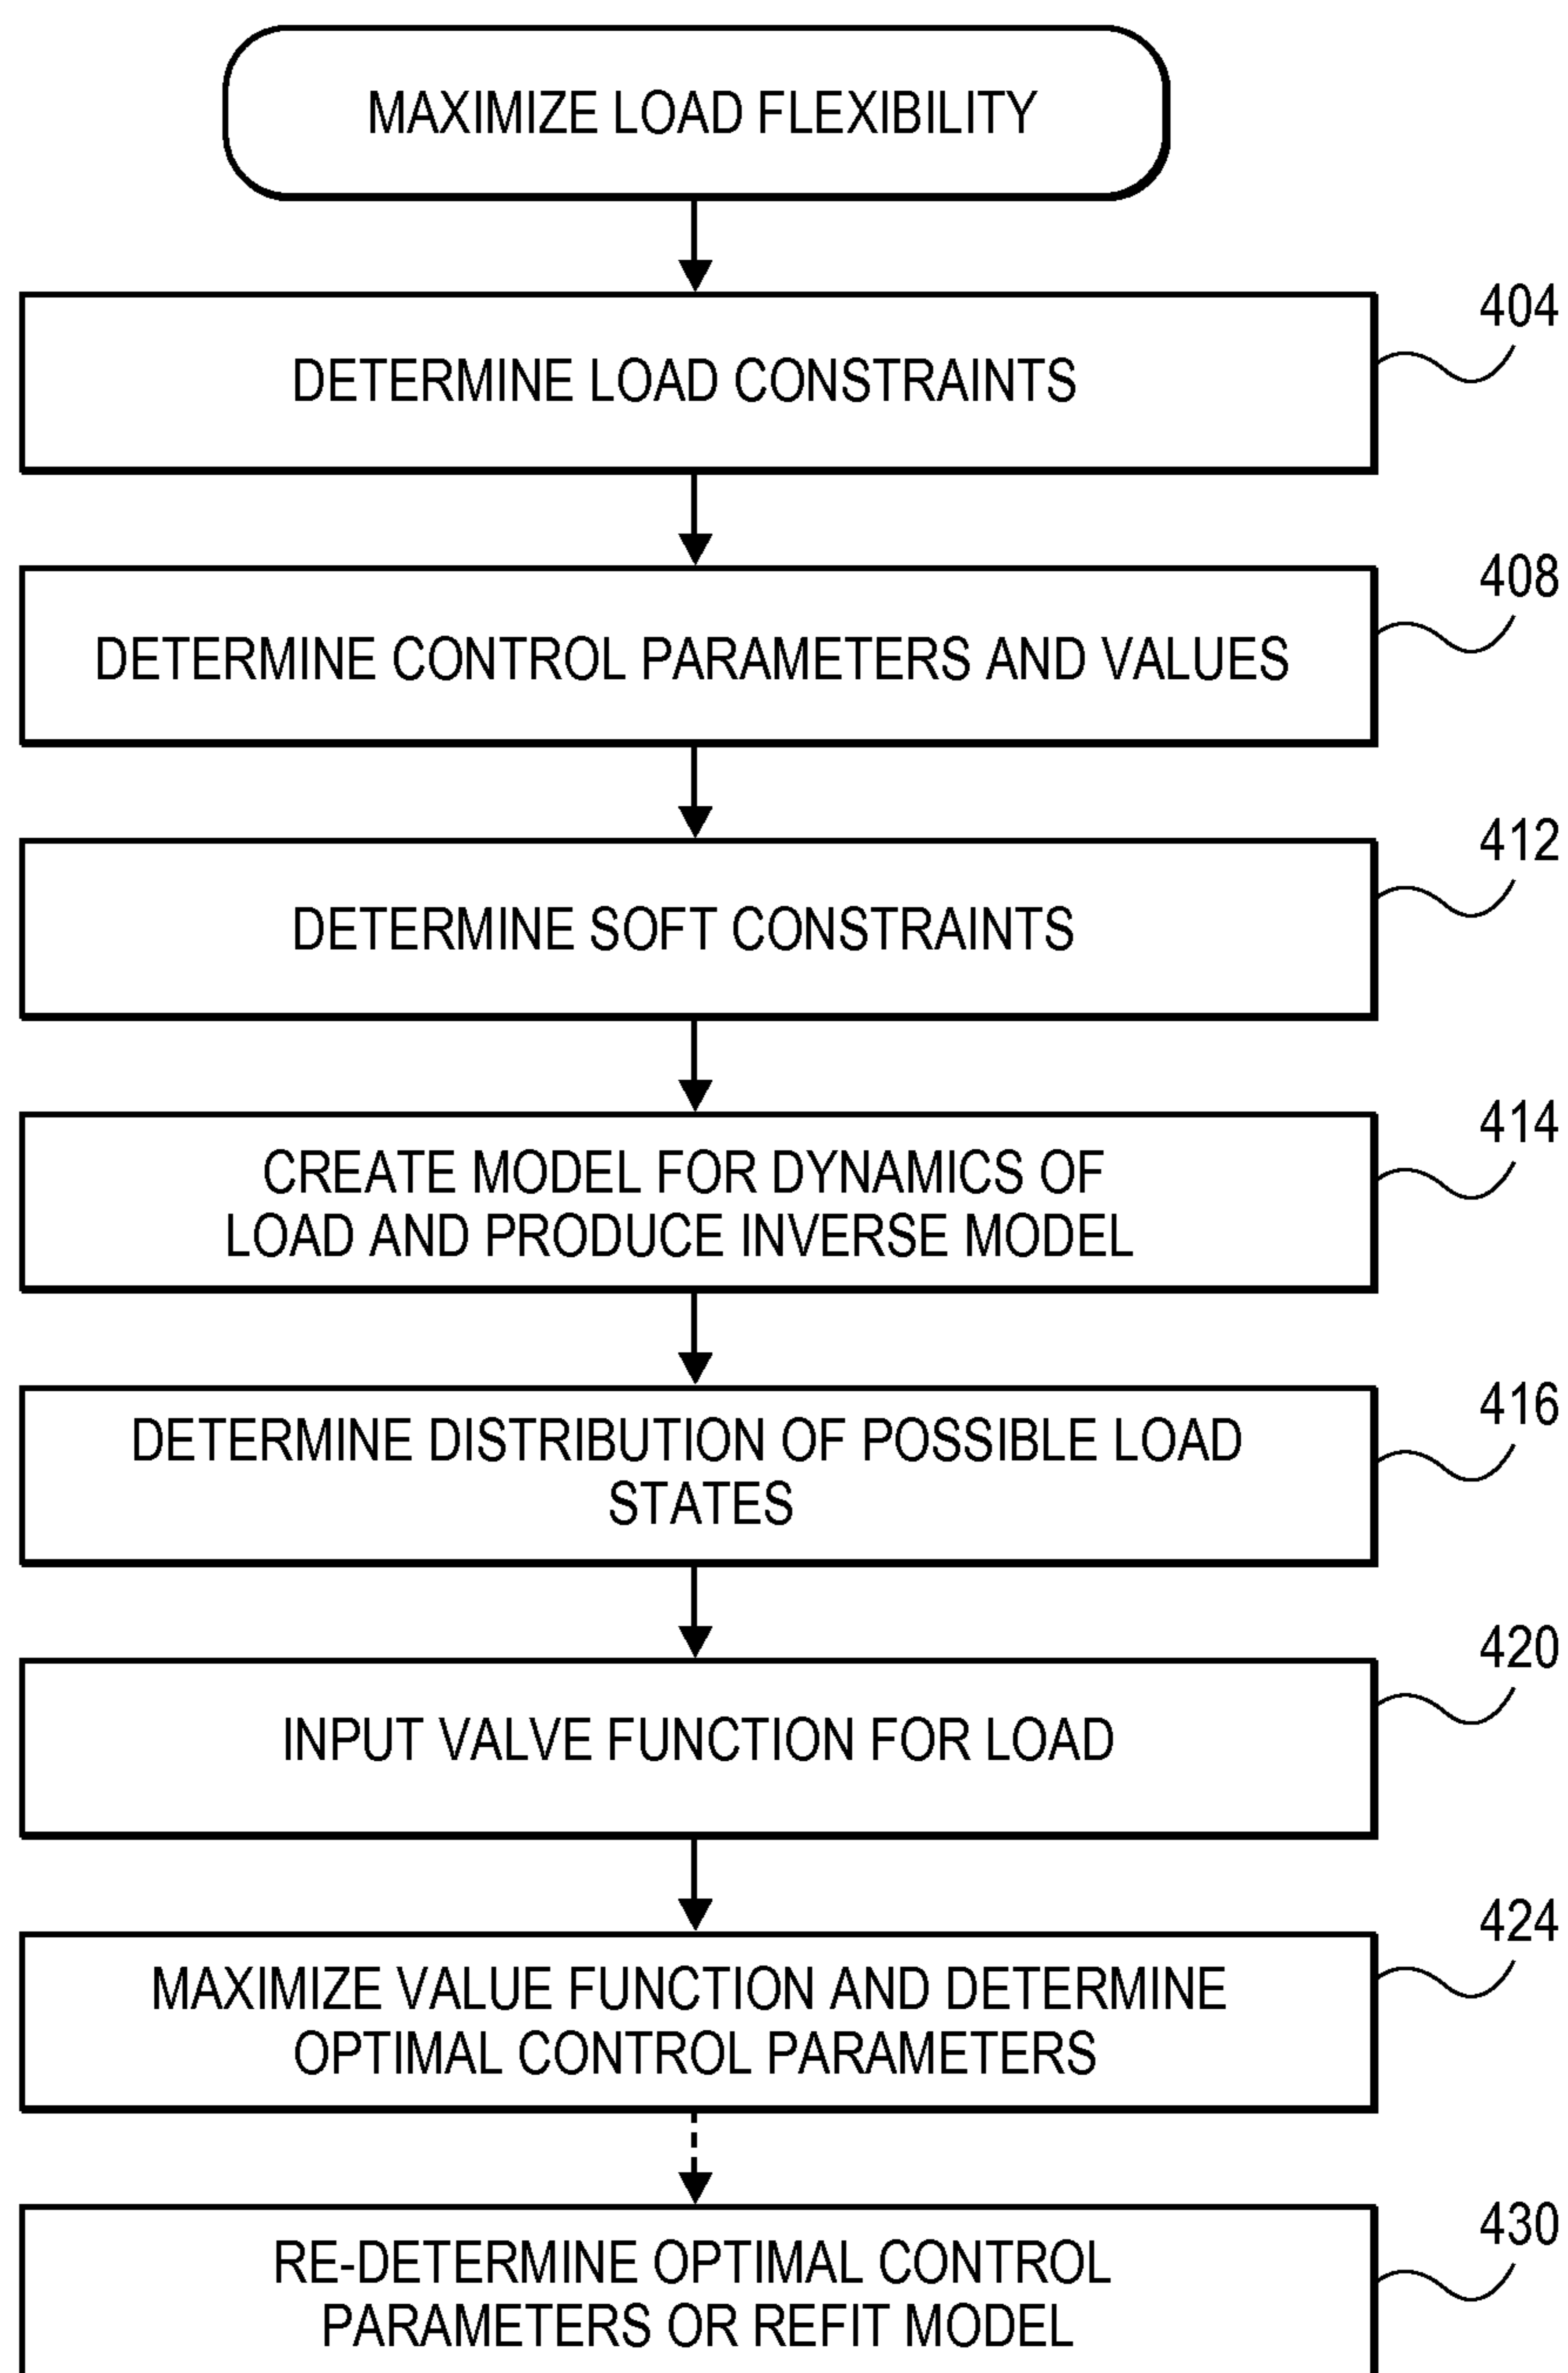 MAXIMIZE LOAD FLEXIBILITY
404
DETERMINE LOAD CONSTRAINTS
408
DETERMINE CONTROL PARAMETERS AND VALUES
412
DETERMINE SOFT CONSTRAINTS
414
CREATE MODEL FOR DYNAMICS OF
LOAD AND PRODUCE INVERSE MODEL
416
DETERMINE DISTRIBUTION OF POSSIBLE LOAD
STATES
420
INPUT VALVE FUNCTION FOR LOAD
424
MAXIMIZE VALUE FUNCTION AND DETERMINE
OPTIMAL CONTROL PARAMETERS
430
RE-DETERMINE OPTIMAL CONTROL
PARAMETERS OR REFIT MODEL